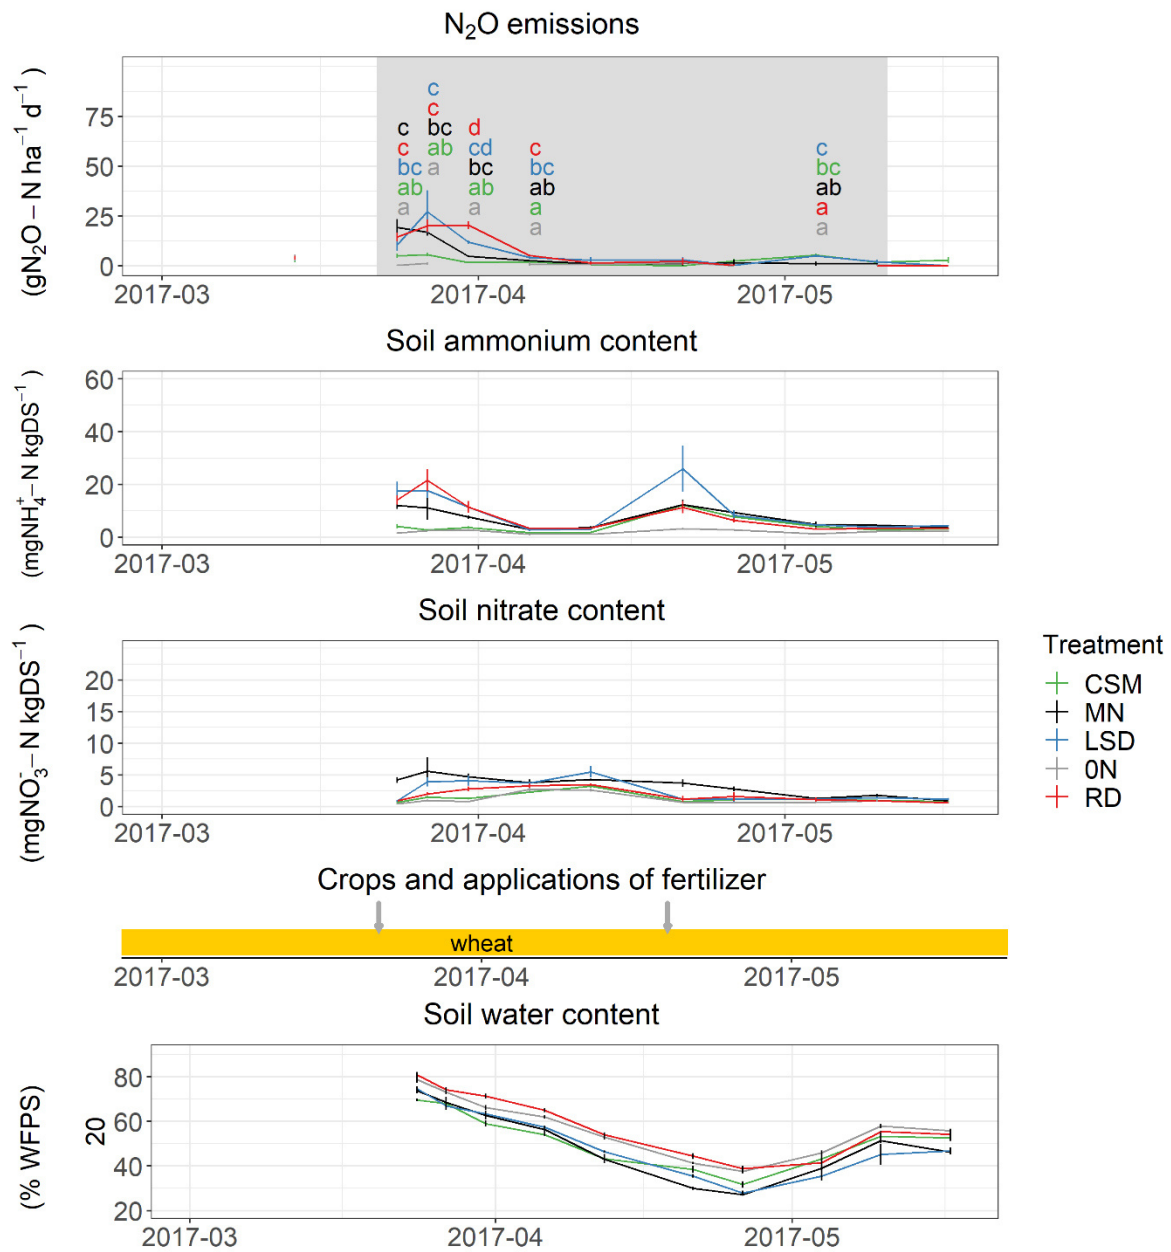 N₂O emissions
(gN₂O − N ha⁻¹ d⁻¹ )
75
50
25
0
c
c
bc
ab
a
c
c
bc
ab
a
d
cd
bc
ab
a
c
bc
ab
a
a
c
bc
ab
a
a
2017-03 2017-04 2017-05
Soil ammonium content
(mgNH₄⁺− N kgDS⁻¹ )
60
40
20
0
2017-03 2017-04 2017-05
Soil nitrate content
(mgNO₃⁻− N kgDS⁻¹ )
20
15
10
5
0
2017-03 2017-04 2017-05
Treatment
CSM
MN
LSD
0N
RD
Crops and applications of fertilizer
wheat
2017-03 2017-04 2017-05
Soil water content
(% WFPS)
20
80
60
40
20
2017-03 2017-04 2017-05